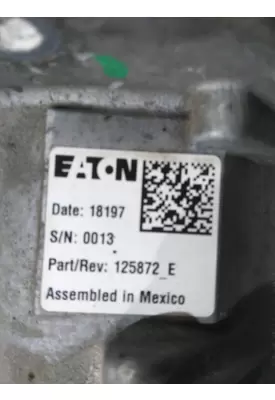 EATON
Date: 18197
S/N: 0013
Part/Rev: 125872_E
Assembled in Mexico